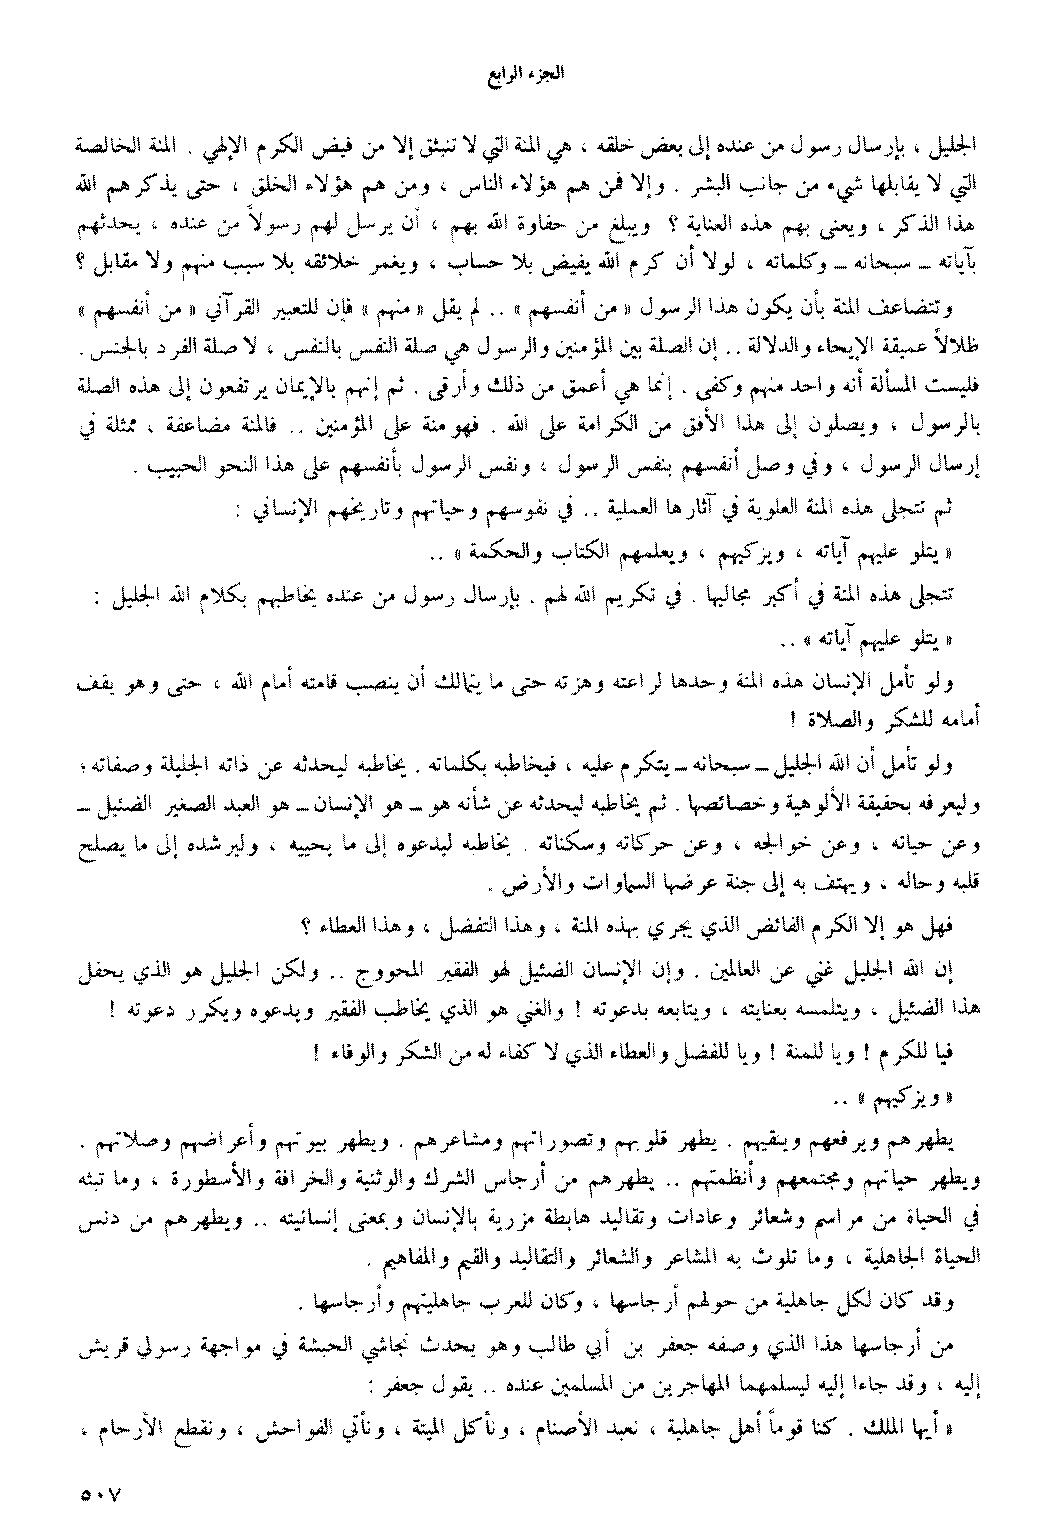 الجزء الرابع
الجليل ، بإرسال رسول من عنده إلى بعض خلقه ، هي المنة التي لا تنبثق إلا من فيض الكرم الإلهي . المنة الخالصة
التي لا يقابلها شيء من جانب البشر . وإلا فمن هم هؤلاء الناس ، ومن هم هؤلاء الخلق ، حتى يذكرهم الله
هذا الذكر ، ويعنى بهم هذه العناية ؟ ويبلغ من حفاوة الله بهم ، أن يرسل لهم رسولاً من عنده ، يحدثهم
بآياته – سبحانه – وكلماته ، لولا أن كرم الله يفيض بلا حساب ، ويغمر خلائقه بلا سبب منهم ولا مقابل ؟
وتتضاعف المنة بأن يكون هذا الرسول « من أنفسهم » .. لم يقل « منهم » فإن للتعبير القرآني « من أنفسهم »
ظلالاً عميقة الإيحاء والدلالة .. إن الصلة بين المؤمنين والرسول هي صلة النفس بالنفس ، لا صلة الفرد بالجنس .
فليست المسألة أنه واحد منهم وكفى . إنما هي أعمق من ذلك وأرقى . ثم إنهم بالإيمان يرتفعون إلى هذه الصلة
بالرسول ، ويصلون إلى هذا الأفق من الكرامة على الله . فهو منة على المؤمنين .. فالمنة مضاعفة ، ممثلة في
إرسال الرسول ، وفي وصل أنفسهم بنفس الرسول ، ونفس الرسول بأنفسهم على هذا النحو الحبيب .
ثم تتجلى هذه المنة العلوية في آثارها العملية .. في نفوسهم وحياتهم وتاريخهم الإنساني :
« يتلو عليهم آياته ، ويزكيهم ، ويعلمهم الكتاب والحكمة » ..
تتجلى هذه المنة في أكبر مجاليها . في تكريم الله لهم . بإرسال رسول من عنده يخاطبهم بكلام الله الجليل :
« يتلو عليهم آياته » ..
ولو تأمل الإنسان هذه المنة وحدها لراعته وهزته حتى ما يتمالك أن ينصب قامته أمام الله ، حتى وهو يقف
أمامه للشكر والصلاة !
ولو تأمل أن الله الجليل – سبحانه – يتكرم عليه ، فيخاطبه بكلماته . يخاطبه ليحدثه عن ذاته الجليلة وصفاته ؛
وليعرفه بحقيقة الألوهية وخصائصها . ثم يخاطبه ليحدثه عن شأنه هو – هو الإنسان – هو العبد الصغير الضئيل –
وعن حياته ، وعن خوالجه ، وعن حركاته وسكناته . يخاطبه ليدعوه إلى ما يحييه ، وليرشده إلى ما يصلح
قلبه وحاله ، ويهتف به إلى جنة عرضها السماوات والأرض .
فهل هو إلا الكرم الفائض الذي يجري بهذه المنة ، وهذا التفضل ، وهذا العطاء ؟
إن الله الجليل غني عن العالمين . وإن الإنسان الضئيل لهو الفقير المحووج .. ولكن الجليل هو الذي يحفل
هذا الضئيل ، ويتلمسه بعنايته ، ويتابعه بدعوته ! والغني هو الذي يخاطب الفقير ويدعوه ويكرر دعوته !
فيا للكرم ! ويا للمنة ! ويا للفضل والعطاء الذي لا كفاء له من الشكر والوفاء !
« ويزكيهم » ..
يطهرهم ويرفعهم وينقيهم . يطهر قلوبهم وتصوراتهم ومشاعرهم . ويطهر بيوتهم وأعراضهم وصلاتهم .
ويطهر حياتهم ومجتمعهم وأنظمتهم .. يطهرهم من أرجاس الشرك والوثنية والخرافة والأسطورة ، وما تبثه
في الحياة من مراسم وشعائر وعادات وتقاليد هابطة مزرية بالإنسان وبمعنى إنسانيته .. ويطهرهم من دنس
الحياة الجاهلية ، وما تلوث به المشاعر والشعائر والتقاليد والقيم والمفاهيم .
وقد كان لكل جاهلية من حولهم أرجاسها ، وكان للعرب جاهليتهم وأرجاسها .
من أرجاسها هذا الذي وصفه جعفر بن أبي طالب وهو يحدث نجاشي الحبشة في مواجهة رسولي قريش
إليه ، وقد جاءا إليه ليسلمهما المهاجرين من المسلمين عنده .. يقول جعفر :
« أيها الملك . كنا قوماً أهل جاهلية ، نعبد الأصنام ، ونأكل الميتة ، ونأتي الفواحش ، ونقطع الأرحام ،
٥٠٧